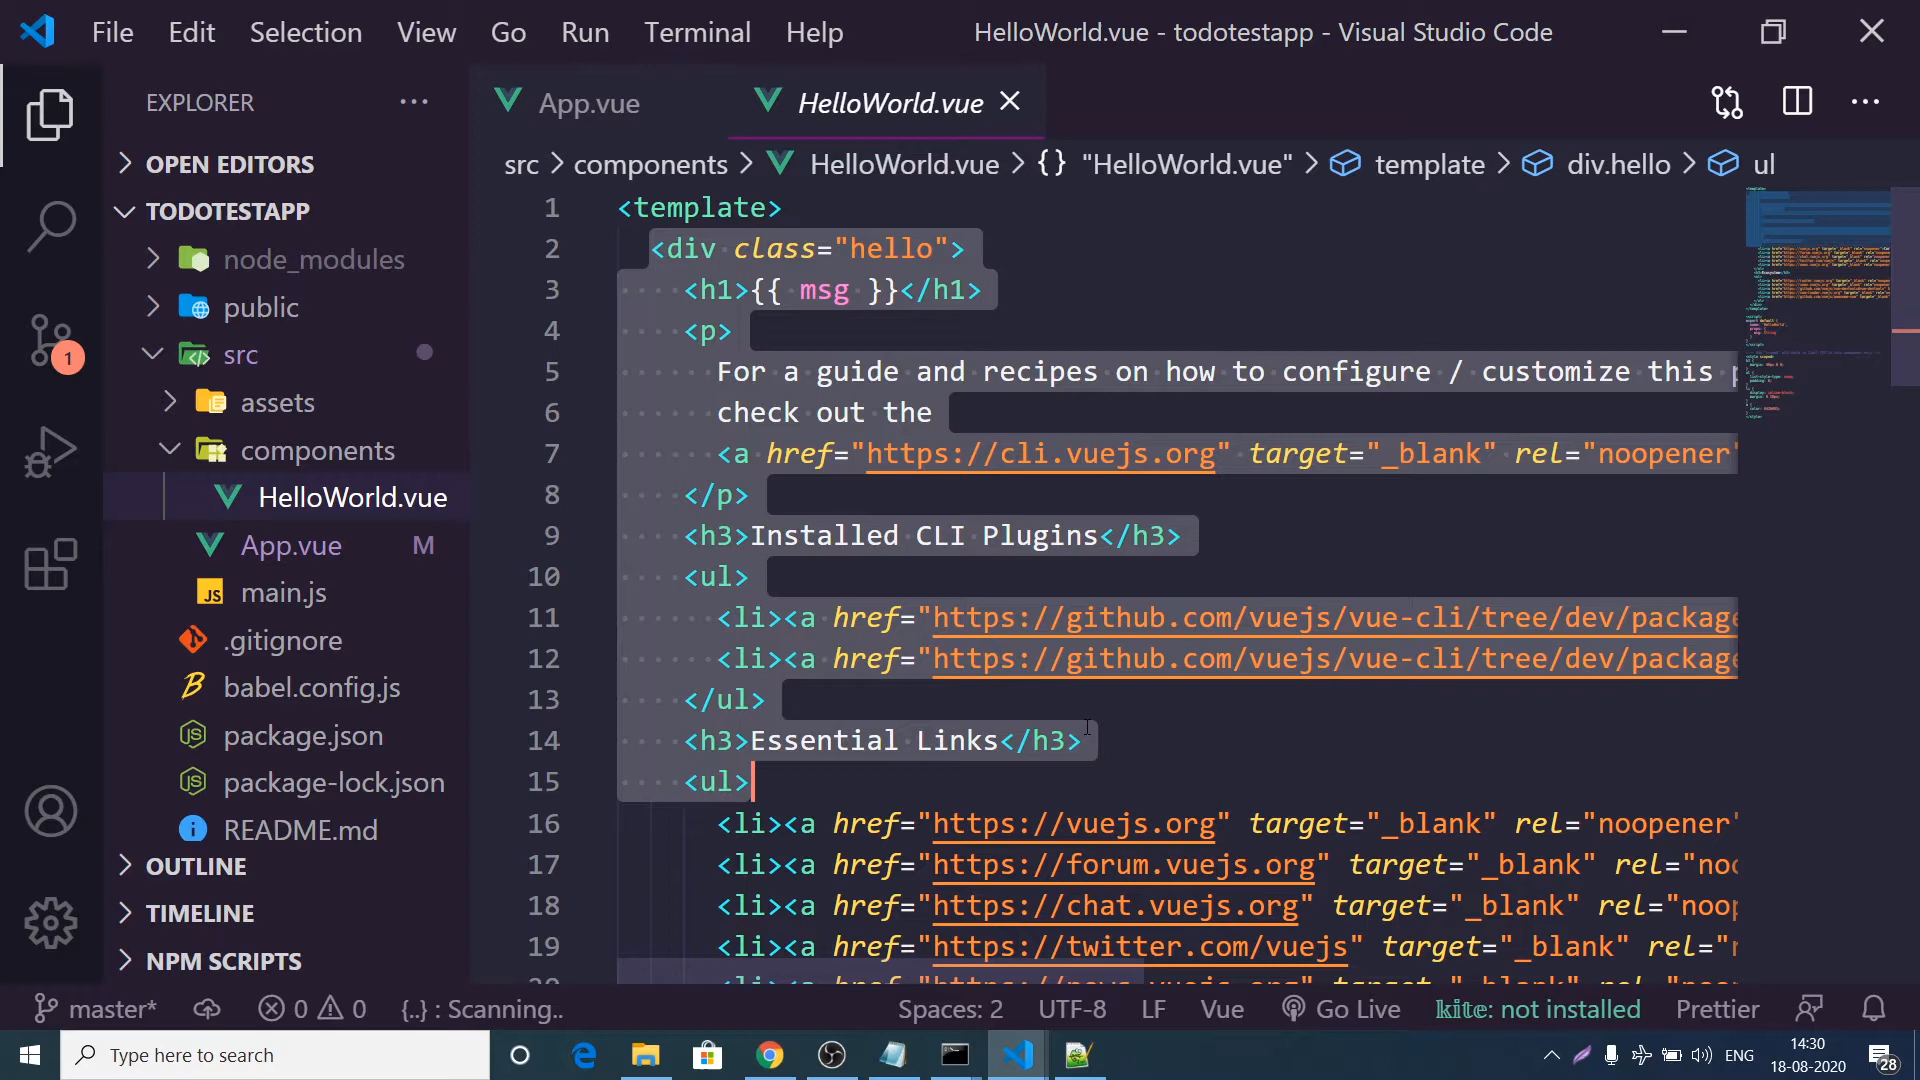 File Edit Selection View Go Run Terminal Help
HelloWorld.vue - todotestapp - Visual Studio Code
EXPLORER
OPEN EDITORS
TODOTESTAPP
node_modules
public
src
assets
components
HelloWorld.vue
App.vue M
JS main.js
.gitignore
babel.config.js
package.json
package-lock.json
README.md
OUTLINE
TIMELINE
NPM SCRIPTS
1
App.vue HelloWorld.vue
src > components > HelloWorld.vue > {} "HelloWorld.vue" > template > div.hello > ul
1 <template>
2 <div class="hello">
3 <h1>{{ msg }}</h1>
4 <p>
5 For a guide and recipes on how to configure / customize this
6 check out the
7 <a href="https://cli.vuejs.org" target="_blank" rel="noopener"
8 </p>
9 <h3>Installed CLI Plugins</h3>
10 <ul>
11 <li><a href="https://github.com/vuejs/vue-cli/tree/dev/package
12 <li><a href="https://github.com/vuejs/vue-cli/tree/dev/package
13 </ul>
14 <h3>Essential Links</h3>
15 <ul>
16 <li><a href="https://vuejs.org" target="_blank" rel="noopener"
17 <li><a href="https://forum.vuejs.org" target="_blank" rel="noo
18 <li><a href="https://chat.vuejs.org" target="_blank" rel="noop
19 <li><a href="https://twitter.com/vuejs" target="_blank" rel="
master* 0 0 {..} : Scanning.. Spaces: 2 UTF-8 LF Vue Go Live kite: not installed Prettier
Type here to search
ENG
14:30
18-08-2020
28